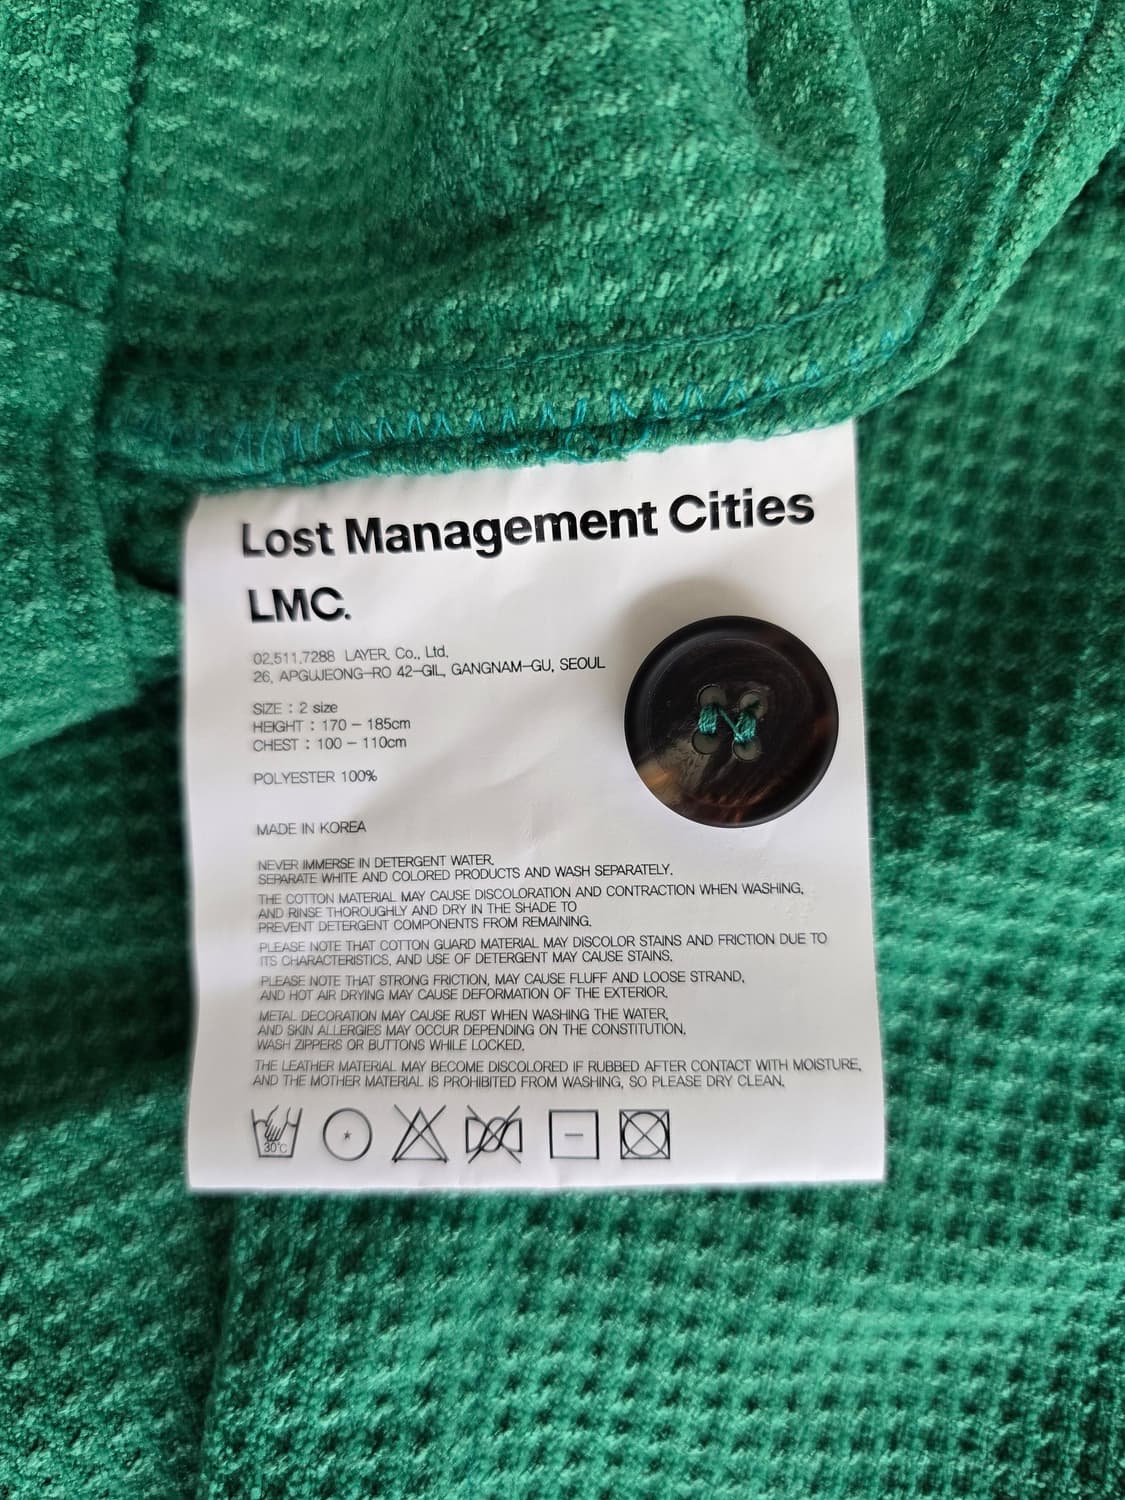 Lost Management Cities
LMC.
02.511.7288 LAYER. Co., Ltd.
26, APGUJEONG-RO 42-GIL, GANGNAM-GU, SEOUL
SIZE : 2 size
HEIGHT : 170 - 185cm
CHEST : 100 - 110cm
POLYESTER 100%
MADE IN KOREA
NEVER IMMERSE IN DETERGENT WATER.
SEPARATE WHITE AND COLORED PRODUCTS AND WASH SEPARATELY.
THE COTTON MATERIAL MAY CAUSE DISCOLORATION AND CONTRACTION WHEN WASHING,
AND RINSE THOROUGHLY AND DRY IN THE SHADE TO
PREVENT DETERGENT COMPONENTS FROM REMAINING.
PLEASE NOTE THAT COTTON GUARD MATERIAL MAY DISCOLOR STAINS AND FRICTION DUE TO
ITS CHARACTERISTICS, AND USE OF DETERGENT MAY CAUSE STAINS.
PLEASE NOTE THAT STRONG FRICTION, MAY CAUSE FLUFF AND LOOSE STRAND,
AND HOT AIR DRYING MAY CAUSE DEFORMATION OF THE EXTERIOR.
METAL DECORATION MAY CAUSE RUST WHEN WASHING THE WATER,
AND SKIN ALLERGIES MAY OCCUR DEPENDING ON THE CONSTITUTION.
WASH ZIPPERS OR BUTTONS WHILE LOCKED.
THE LEATHER MATERIAL MAY BECOME DISCOLORED IF RUBBED AFTER CONTACT WITH MOISTURE,
AND THE MOTHER MATERIAL IS PROHIBITED FROM WASHING, SO PLEASE DRY CLEAN.
30°C